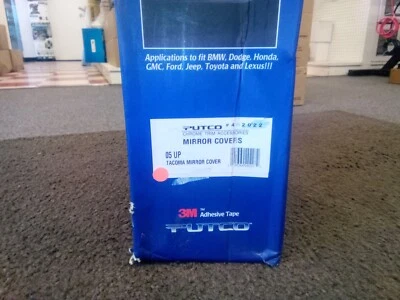 Applications to fit BMW, Dodge, Honda,
GMC, Ford, Jeep, Toyota and Lexus!!!
PUTCO
CHROME TRIM ACCESSORIES
MIRROR COVERS
05 UP
TACOMA MIRROR COVER
3M™ Adhesive Tape
PUTCO